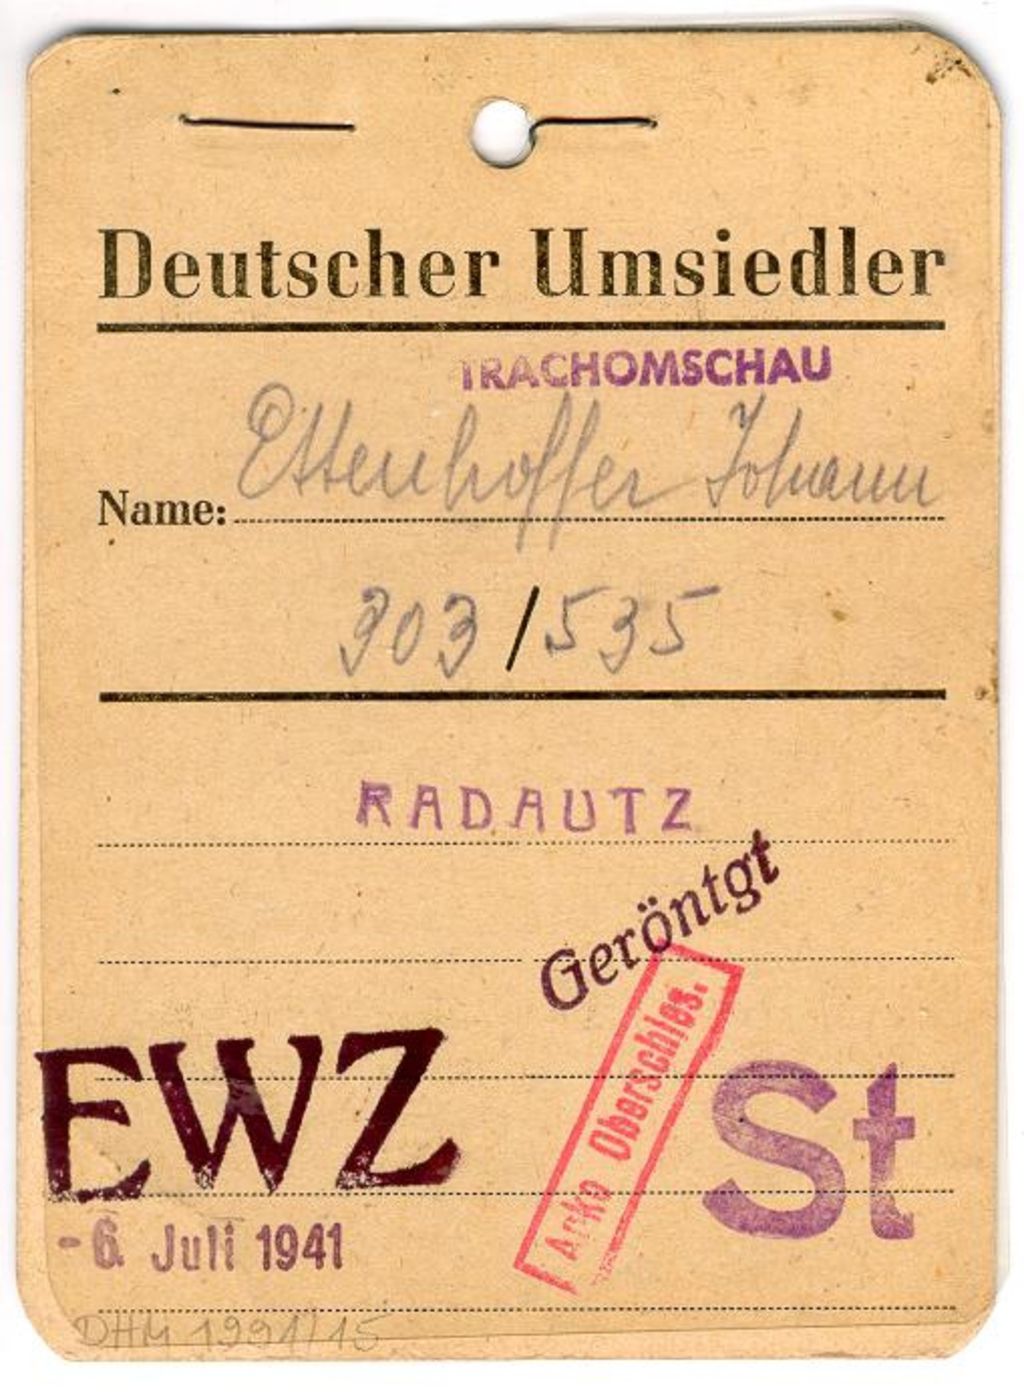 Deutscher Umsiedler
TRACHOMSCHAU
Name: Ettenhoffer Johann
303/535
RADAUTZ
Geröntgt
Arko Oberschles.
EWZ
St
- 6. Juli 1941
DHM 1991/15